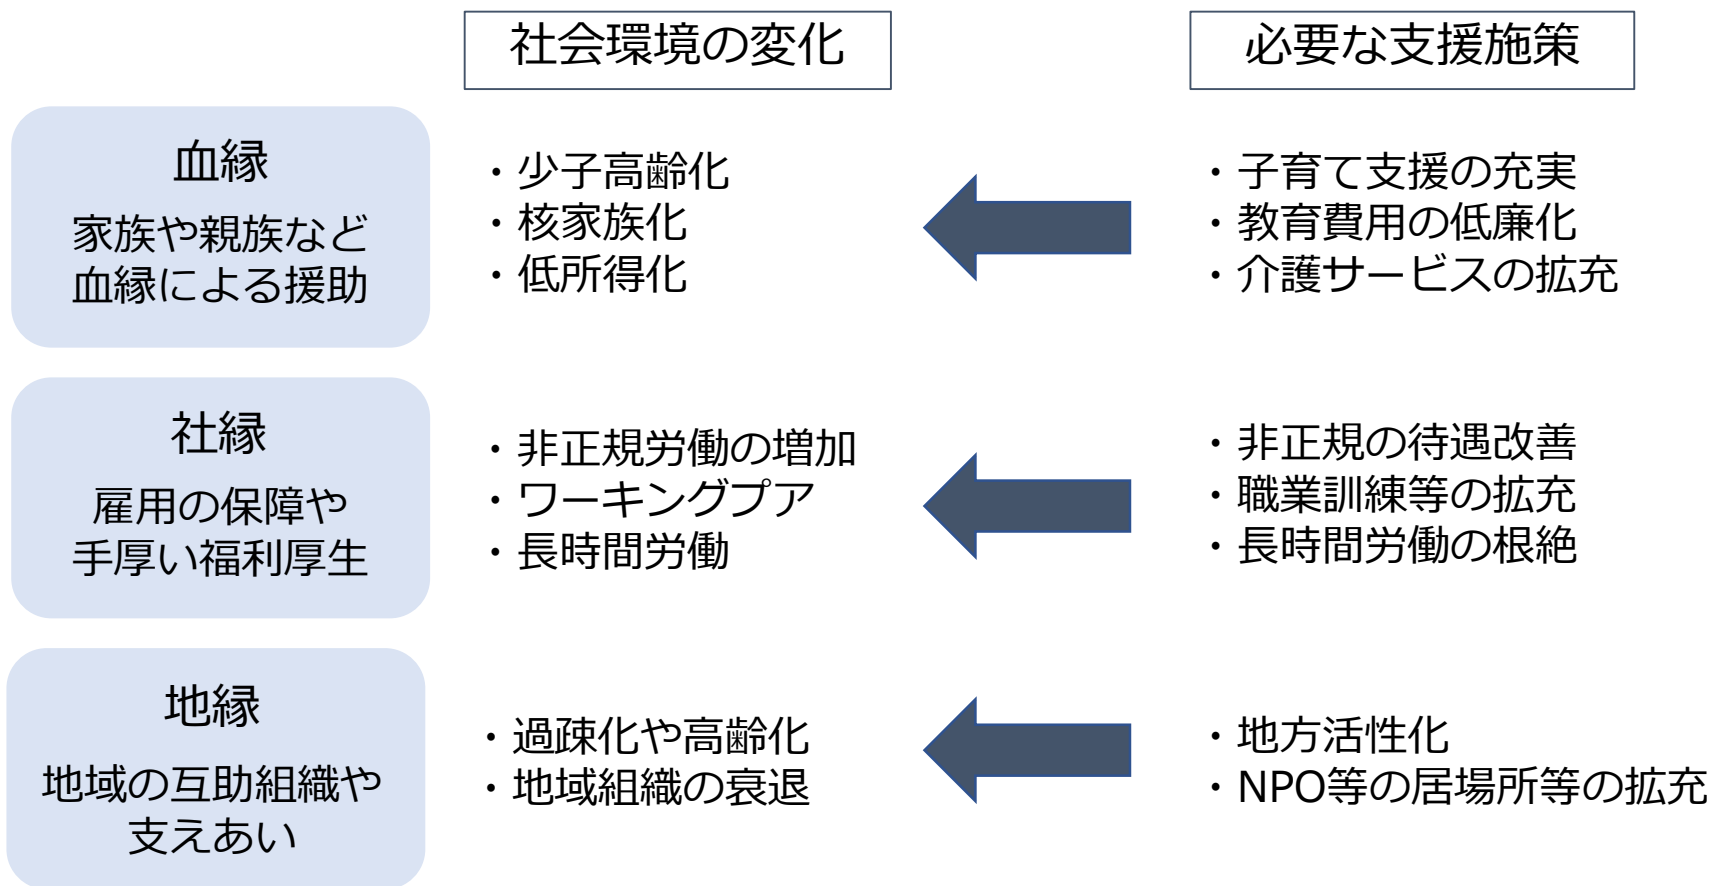 社会環境の変化
必要な支援施策
血縁
家族や親族など
血縁による援助
・少子高齢化
・核家族化
・低所得化
・子育て支援の充実
・教育費用の低廉化
・介護サービスの拡充
社縁
雇用の保障や
手厚い福利厚生
・非正規労働の増加
・ワーキングプア
・長時間労働
・非正規の待遇改善
・職業訓練等の拡充
・長時間労働の根絶
地縁
地域の互助組織や
支えあい
・過疎化や高齢化
・地域組織の衰退
・地方活性化
・NPO等の居場所等の拡充